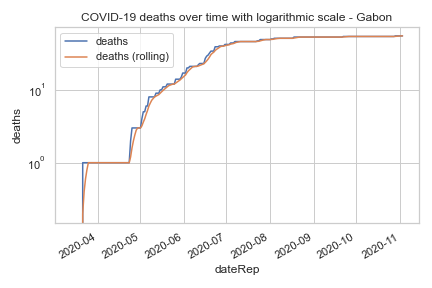 COVID-19 deaths over time with logarithmic scale - Gabon
deaths
deaths (rolling)
10¹
10⁰
deaths
2020-04
2020-05
2020-06
2020-07
2020-08
2020-09
2020-10
2020-11
dateRep